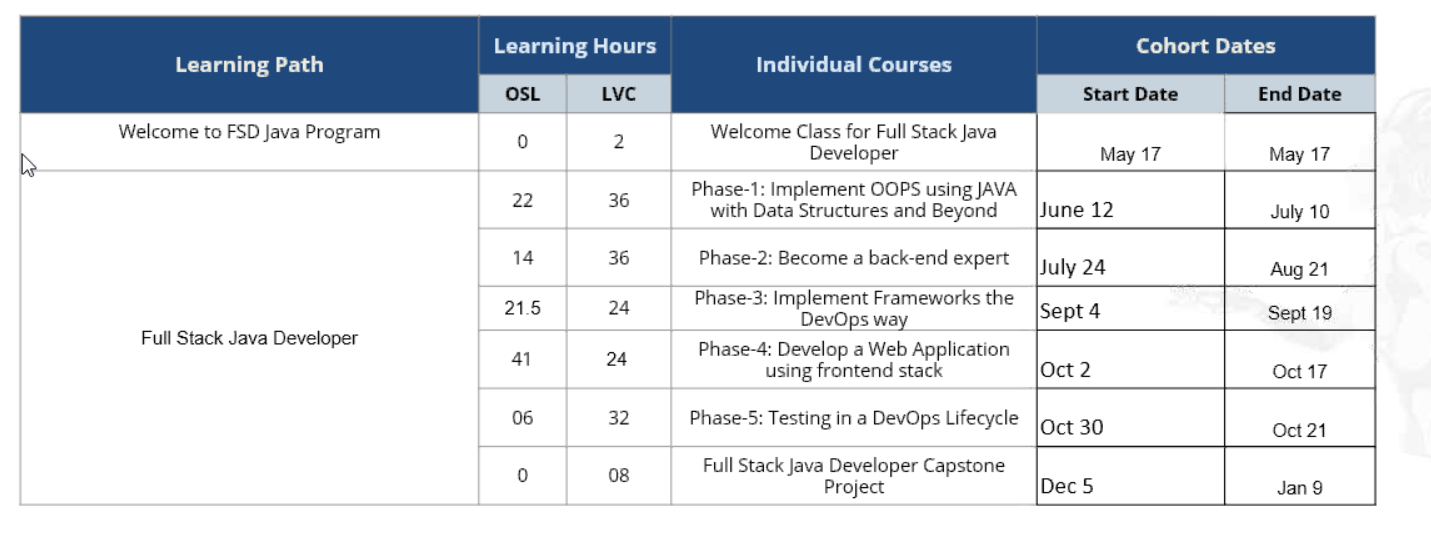 Learning Path
Learning Hours
Individual Courses
Cohort Dates
OSL
LVC
Start Date
End Date
Welcome to FSD Java Program
0
2
Welcome Class for Full Stack Java
Developer
May 17
May 17
Full Stack Java Developer
22
36
Phase-1: Implement OOPS using JAVA
with Data Structures and Beyond
June 12
July 10
14
36
Phase-2: Become a back-end expert
July 24
Aug 21
21.5
24
Phase-3: Implement Frameworks the
DevOps way
Sept 4
Sept 19
41
24
Phase-4: Develop a Web Application
using frontend stack
Oct 2
Oct 17
06
32
Phase-5: Testing in a DevOps Lifecycle
Oct 30
Oct 21
0
08
Full Stack Java Developer Capstone
Project
Dec 5
Jan 9